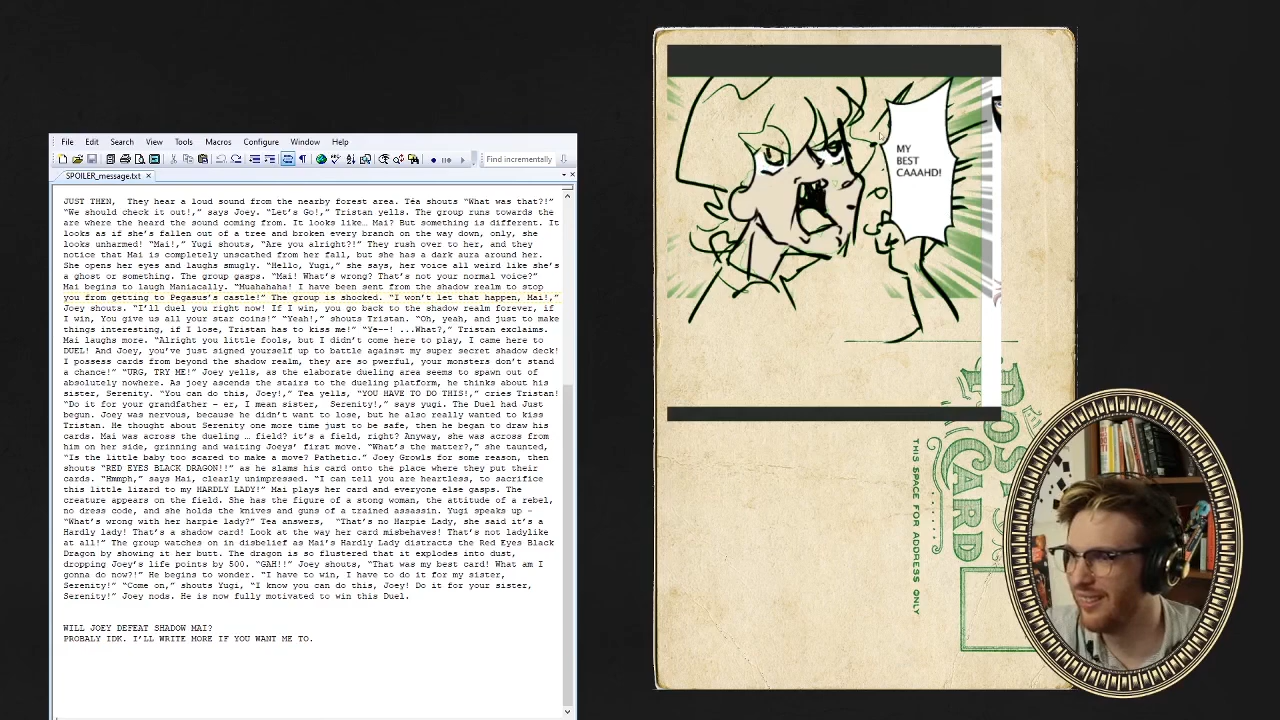 File Edit Search View Tools Macros Configure Window Help
Find incrementally
SPOILER_message.txt
JUST THEN,  They hear a loud sound from the nearby forest area. Téa shouts “What was that?!”
“We should check it out!,” says Joey. “Let’s Go!,” Tristan yells. The group runs towards the
are where the heard the sound coming from. It looks like… Mai? But something is different. It
looks as if she’s fallen out of a tree and broken every branch on the way down, only, she
looks unharmed! “Mai!,” Yugi shouts, “Are you alright?!” They rush over to her, and they
notice that Mai is completely unscathed from her fall, but she has a dark aura around her.
She opens her eyes and laughs smugly. “Hello, Yugi,” she says, her voice all weird like she’s
a ghost or something. The group gasps. “Mai! What’s wrong? That’s not your normal voice?”
Mai begins to laugh Maniacally. “Muahahaha! I have been sent from the shadow realm to stop
you from getting to Pegasus’s castle!” The group is shocked. “I won’t let that happen, Mai!,”
Joey shouts. “I’ll duel you right now! If I win, you go back to the shadow realm forever, if
I win, You give us all your star coins!” “Yeah!,” shouts Tristan. “Oh, yeah, and just to make
things interesting, if I lose, Tristan has to kiss me!” “Ye--! ...What?,” Tristan exclaims.
Mai laughs more. “Alright you little fools, but I didn’t come here to play, I came here to
DUEL! And Joey, you’ve just signed yourself up to battle against my super secret shadow deck!
I possess cards from beyond the shadow realm, they are so pwerful, your monsters don’t stand
a chance!” “URG, TRY ME!” Joey yells, as the elaborate dueling area seems to spawn out of
absolutely nowhere. As joey ascends the stairs to the dueling platform, he thinks about his
sister, Serenity. “You can do this, Joey!,” Tea yells, “YOU HAVE TO DO THIS!,” cries Tristan!
“Do it for your grandfather – er, I mean sister,  Serenity!,” says yugi. The Duel had Just
begun. Joey was nervous, because he didn’t want to lose, but he also really wanted to kiss
Tristan. He thought about Serenity one more time just to be safe, then he began to draw his
cards. Mai was across the dueling … field? it’s a field, right? Anyway, she was across from
him on her side, grinning and waiting Joeys’ first move. “What’s the matter?,” she taunted,
“Is the little baby too scared to make a move? Pathetic.” Joey Growls for some reason, then
shouts “RED EYES BLACK DRAGON!!” as he slams his card onto the place where they put their
cards. “Hmmph,” says Mai, clearly unimpressed. “I can tell you are heartless, to sacrifice
this little lizard to my HARDLY LADY!” Mai plays her card and everyone else gasps. The
creature appears on the field. She has the figure of a stong woman, the attitude of a rebel,
no dress code, and she holds the knives and guns of a trained assassin. Yugi speaks up –
“What’s wrong with her harpie lady?” Tea answers,  “That’s no Harpie Lady, she said it’s a
Hardly lady! That’s a shadow card! Look at the way her card misbehaves! That’s not ladylike
at all!” The group watches on in disbelief as Mai’s Hardly Lady distracts the Red Eyes Black
Dragon by showing it her butt. The dragon is so flustered that it explodes into dust,
dropping Joey’s life points by 500. “GAH!!” Joey shouts, “That was my best card! What am I
gonna do now?!” He begins to wonder. “I have to win, I have to do it for my sister,
Serenity!” “Come on,” shouts Yugi, “I know you can do this, Joey! Do it for your sister,
Serenity!” Joey nods. He is now fully motivated to win this Duel.
WILL JOEY DEFEAT SHADOW MAI?
PROBALY IDK. I’LL WRITE MORE IF YOU WANT ME TO.
MY
BEST
CAAAHD!
POST
CARD
THIS SPACE FOR ADDRESS ONLY